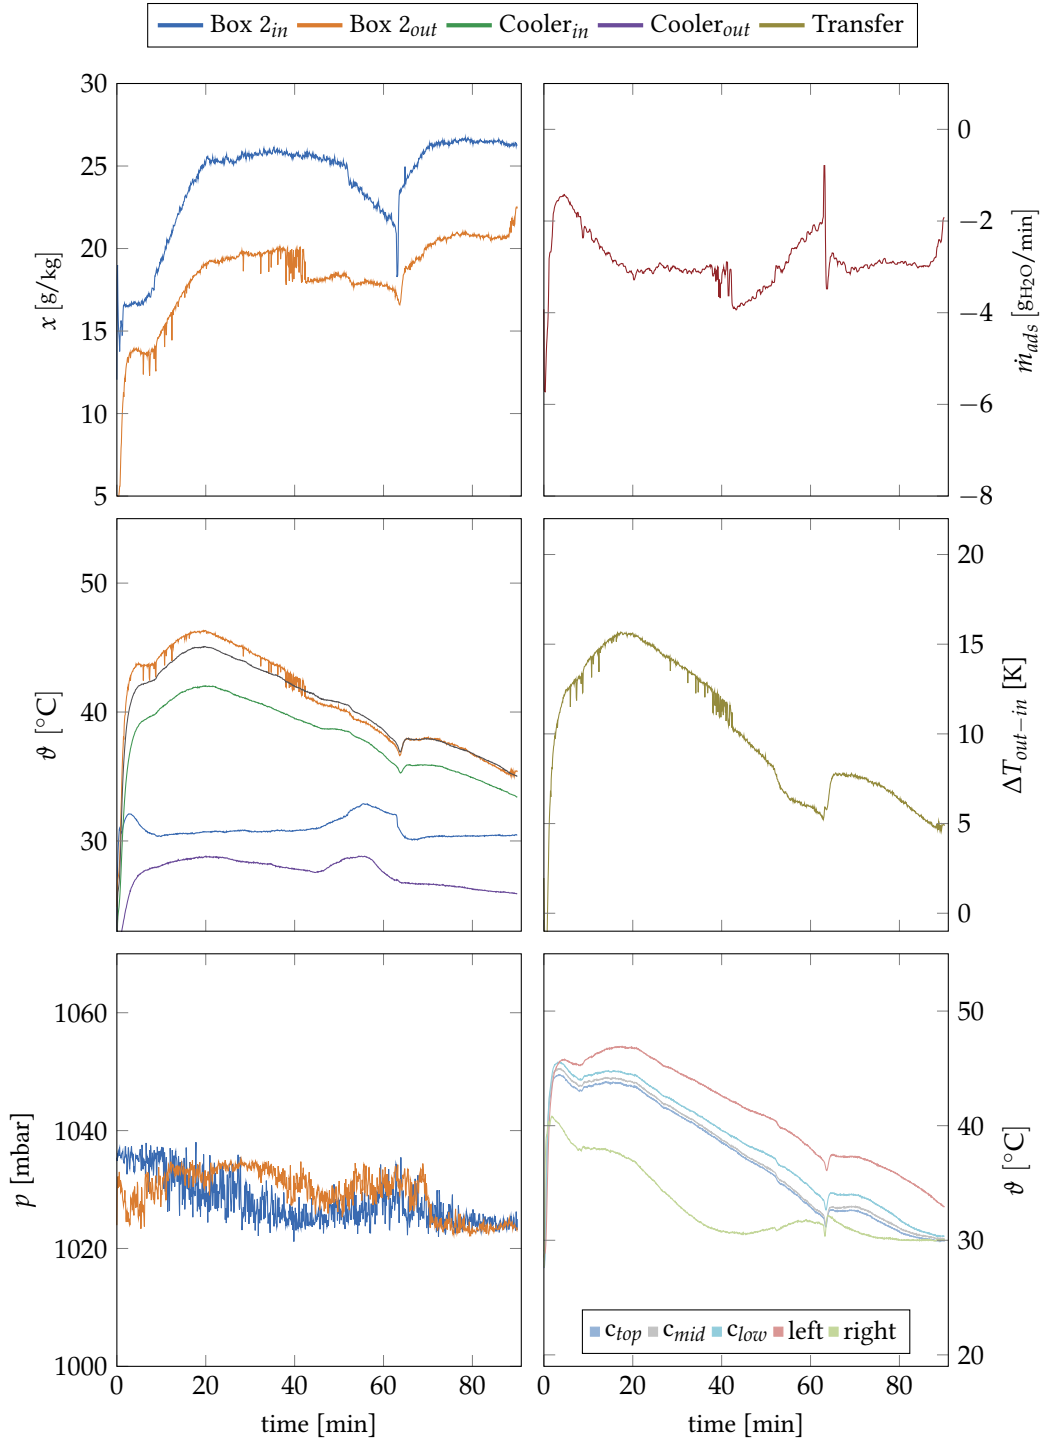 Box 2in Box 2out Coolerin Coolerout Transfer
30
25
20
15
10
5
x [g/kg]
0
−2
−4
−6
−8
ṁads [gH2O/min]
50
40
30
ϑ [°C]
20
15
10
5
0
ΔTout−in [K]
1060
1040
1020
1000
p [mbar]
50
40
30
20
ϑ [°C]
ctop cmid clow left right
0 20 40 60 80
time [min]
0 20 40 60 80
time [min]